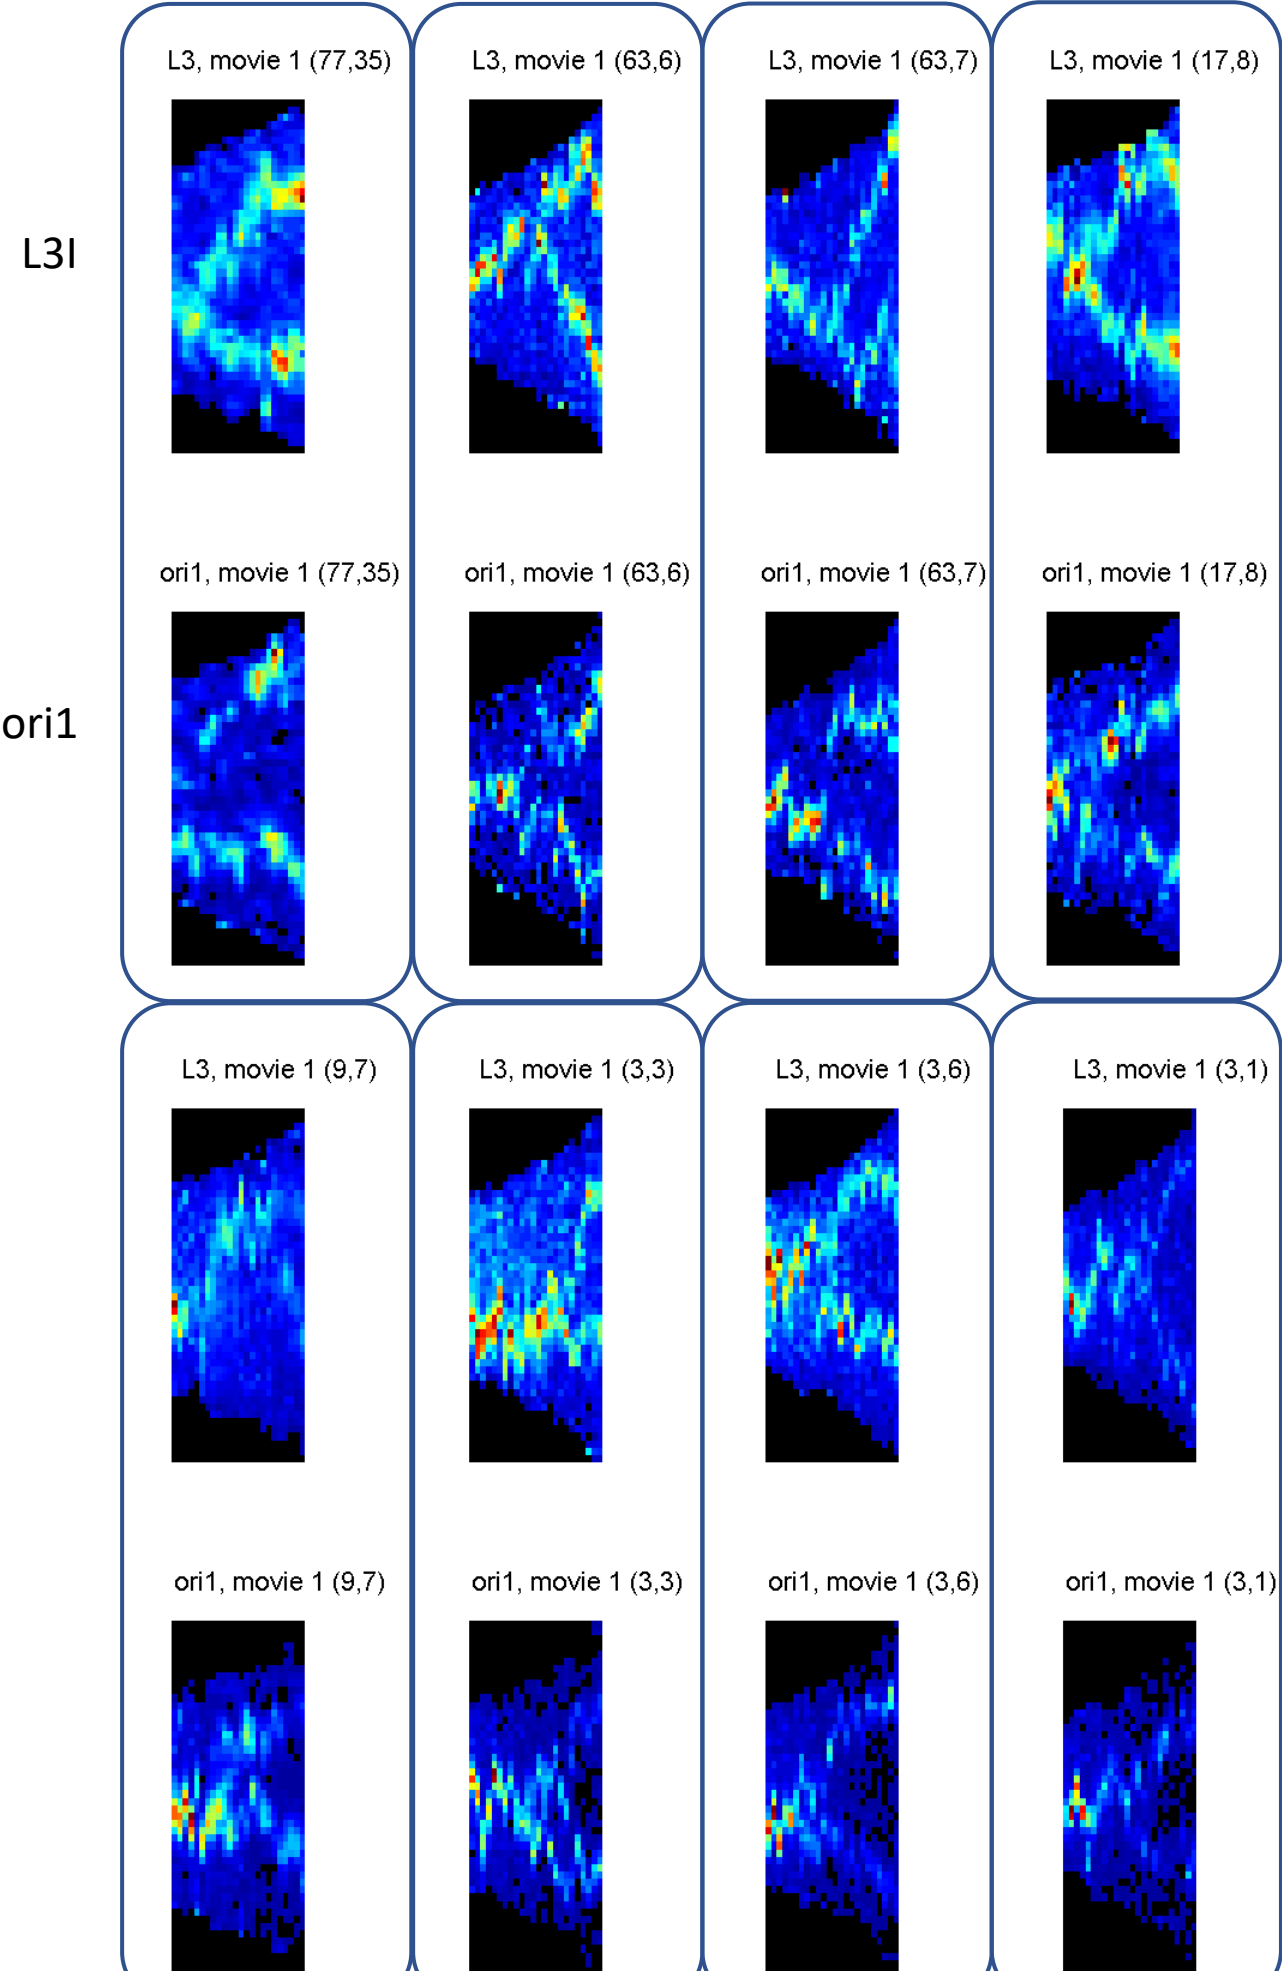 L3, movie 1 (77,35)
L3, movie 1 (63,6)
L3, movie 1 (63,7)
L3, movie 1 (17,8)
L3I
ori1, movie 1 (77,35)
ori1, movie 1 (63,6)
ori1, movie 1 (63,7)
ori1, movie 1 (17,8)
ori1
L3, movie 1 (9,7)
L3, movie 1 (3,3)
L3, movie 1 (3,6)
L3, movie 1 (3,1)
ori1, movie 1 (9,7)
ori1, movie 1 (3,3)
ori1, movie 1 (3,6)
ori1, movie 1 (3,1)